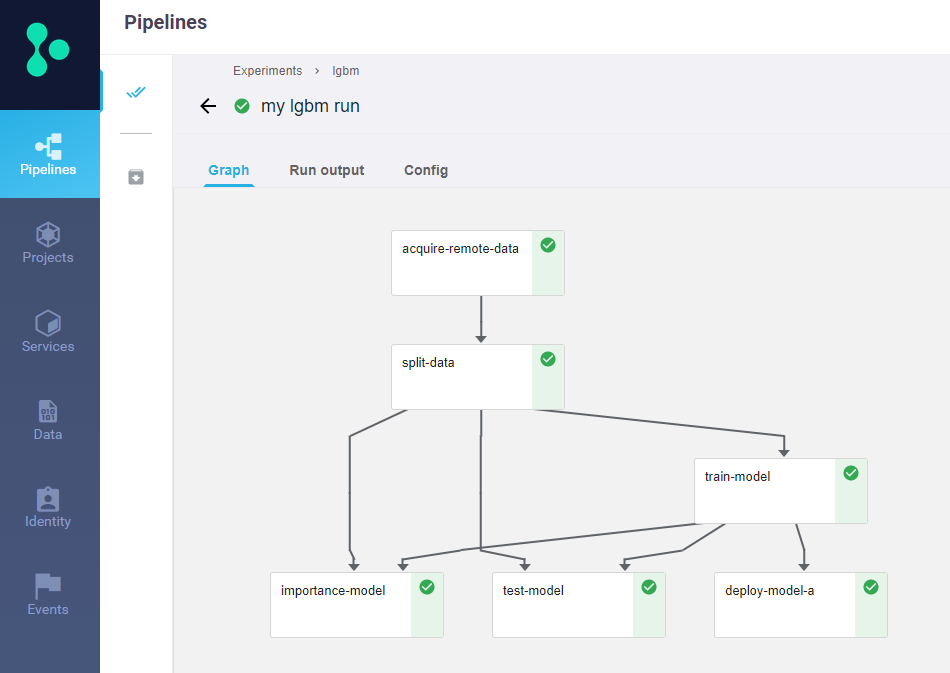 Pipelines
Experiments › lgbm
my lgbm run
Graph Run output Config
Pipelines
Projects
Services
Data
Identity
Events
acquire-remote-data
split-data
train-model
importance-model
test-model
deploy-model-a